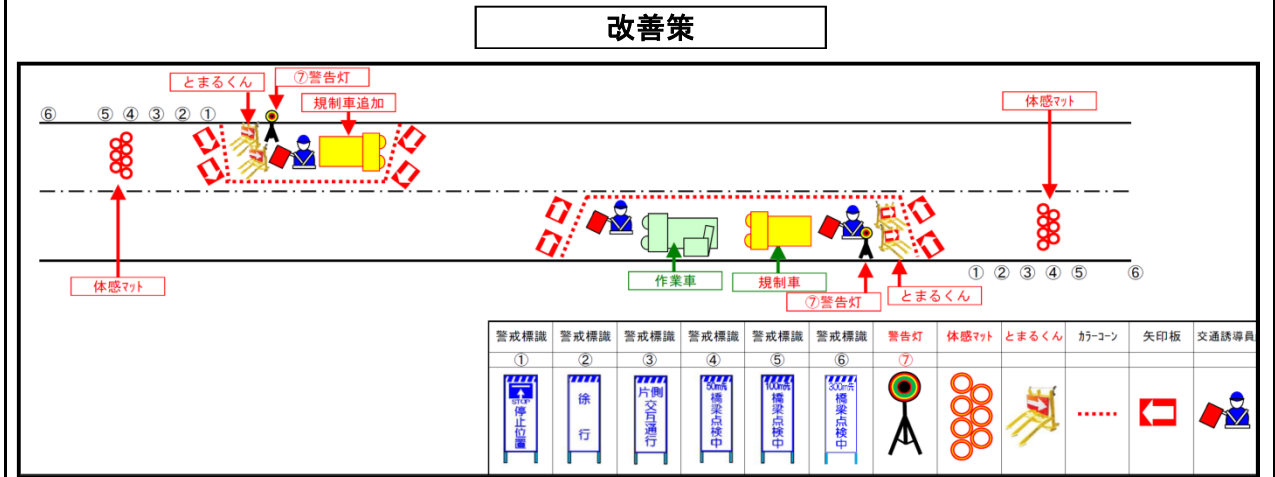 改善策
とまるくん
⑦警告灯
規制車追加
体感マット
⑥ ⑤ ④ ③ ② ①
作業車
規制車
体感マット
⑦警告灯
とまるくん
① ② ③ ④ ⑤ ⑥
警戒標識 警戒標識 警戒標識 警戒標識 警戒標識 警戒標識 警告灯 体感マット とまるくん カラーコーン 矢印板 交通誘導員
① ② ③ ④ ⑤ ⑥ ⑦
STOP
停止位置
徐行
片側
交互通行
50m先
橋梁点検中
100m先
橋梁点検中
300m先
橋梁点検中